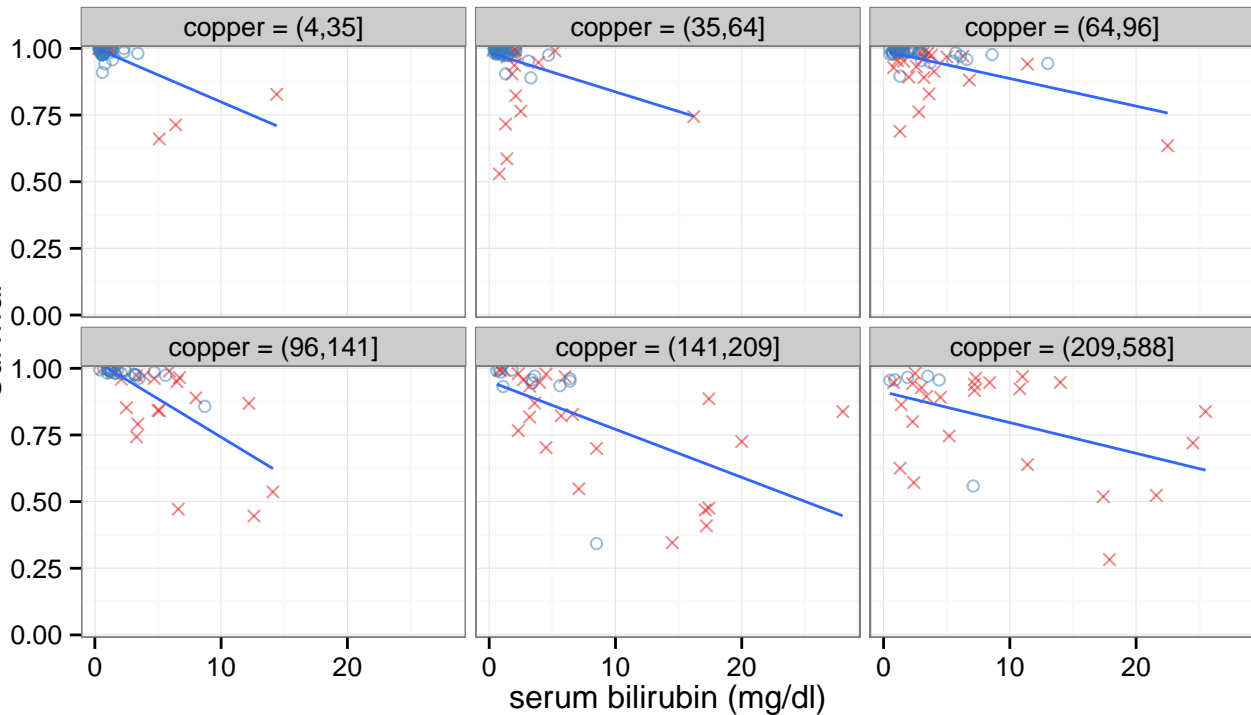 copper = (4,35] copper = (35,64] copper = (64,96]
1.00
0.75
0.50
0.25
0.00
copper = (96,141] copper = (141,209] copper = (209,588]
1.00
0.75
0.50
0.25
0.00
0 10 20 0 10 20 0 10 20
serum bilirubin (mg/dl)